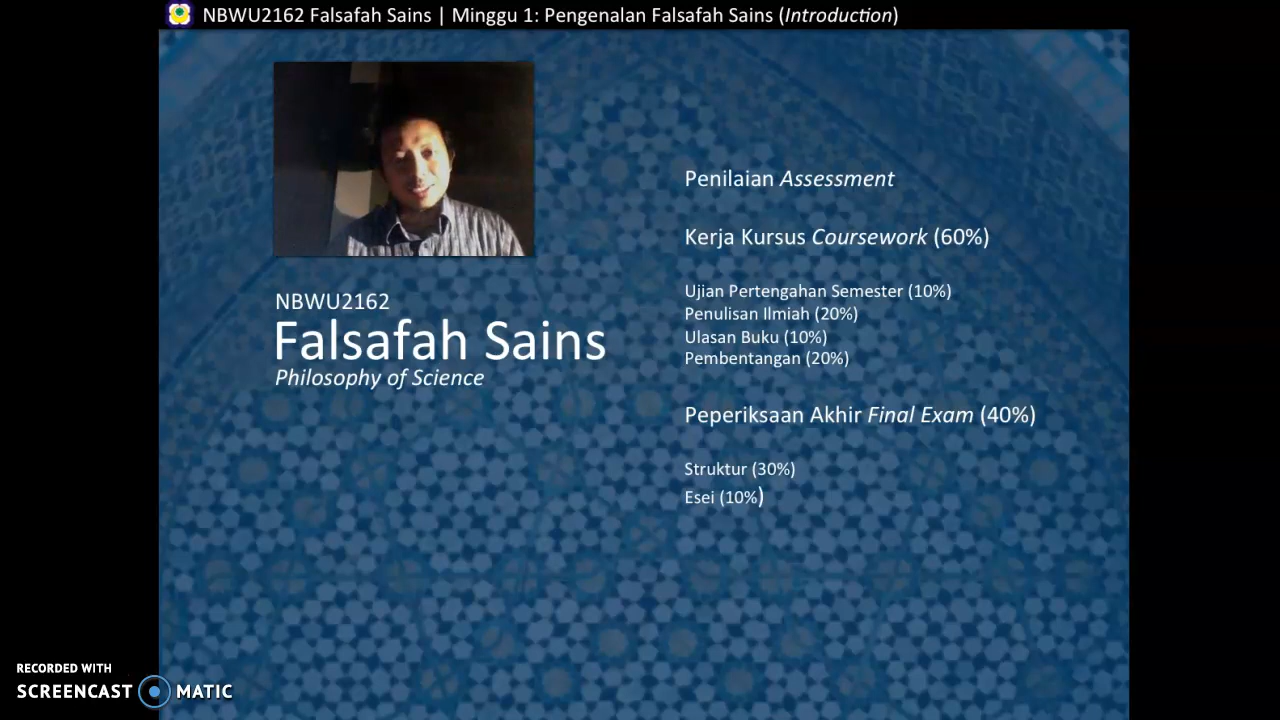 NBWU2162 Falsafah Sains | Minggu 1: Pengenalan Falsafah Sains (Introduction)
NBWU2162
Falsafah Sains
Philosophy of Science
Penilaian Assessment
Kerja Kursus Coursework (60%)
Ujian Pertengahan Semester (10%)
Penulisan Ilmiah (20%)
Ulasan Buku (10%)
Pembentangan (20%)
Peperiksaan Akhir Final Exam (40%)
Struktur (30%)
Esei (10%)
RECORDED WITH
SCREENCAST MATIC